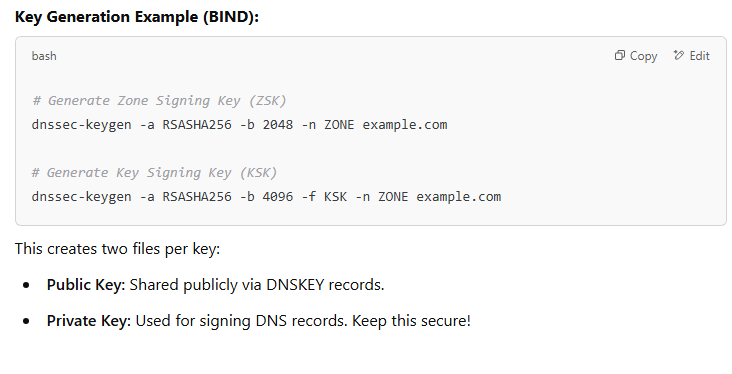 Key Generation Example (BIND):
bash
Copy
Edit
# Generate Zone Signing Key (ZSK)
dnssec-keygen -a RSASHA256 -b 2048 -n ZONE example.com
# Generate Key Signing Key (KSK)
dnssec-keygen -a RSASHA256 -b 4096 -f KSK -n ZONE example.com
This creates two files per key:
• Public Key: Shared publicly via DNSKEY records.
• Private Key: Used for signing DNS records. Keep this secure!